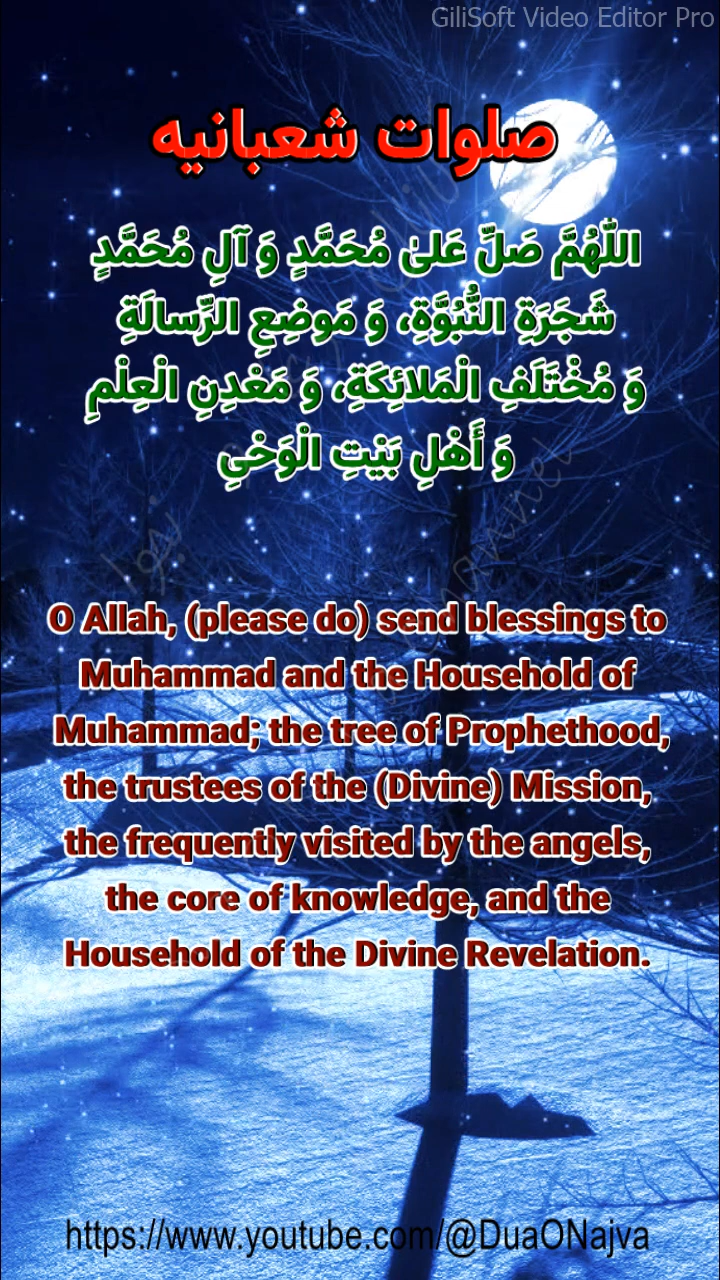 GiliSoft Video Editor Pro
صلوات شعبانیه
اللّٰهُمَّ صَلِّ عَلیٰ مُحَمَّدٍ وَ آلِ مُحَمَّدٍ
شَجَرَةِ النُّبُوَّةِ، وَ مَوضِعِ الرِّسالَةِ
وَ مُخْتَلَفِ الْمَلائِكَةِ، وَ مَعْدِنِ الْعِلْمِ
وَ أَهْلِ بَيْتِ الْوَحْیِ
O Allah, (please do) send blessings to
Muhammad and the Household of
Muhammad; the tree of Prophethood,
the trustees of the (Divine) Mission,
the frequently visited by the angels,
the core of knowledge, and the
Household of the Divine Revelation.
https://www.youtube.com/@DuaONajva